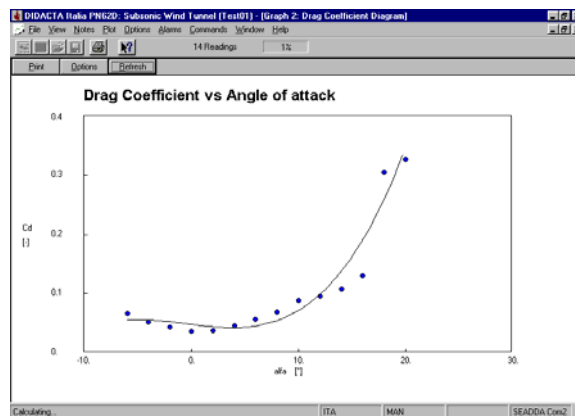 DIDACTA Italia PN62D: Subsonic Wind Tunnel (Test01) - [Graph 2: Drag Coefficient Diagram]
File View Notes Plot Options Alarms Commands Window Help
14 Readings 1%
Print Options Refresh
Drag Coefficient vs Angle of attack
0.4
0.3
Cd
0.2
[-]
0.1
0.
-10. 0. 10. 20. 30.
alfa [°]
Calculating... ITA MAN SEADDA Com2